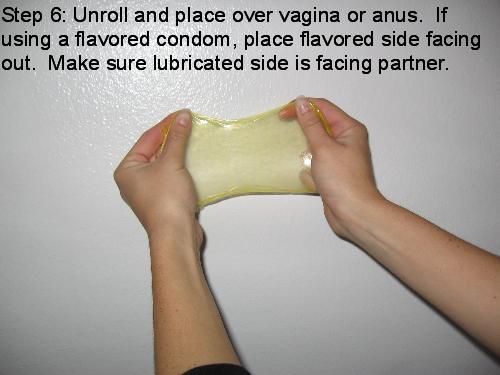 Step 6: Unroll and place over vagina or anus.  If
using a flavored condom, place flavored side facing
out.  Make sure lubricated side is facing partner.